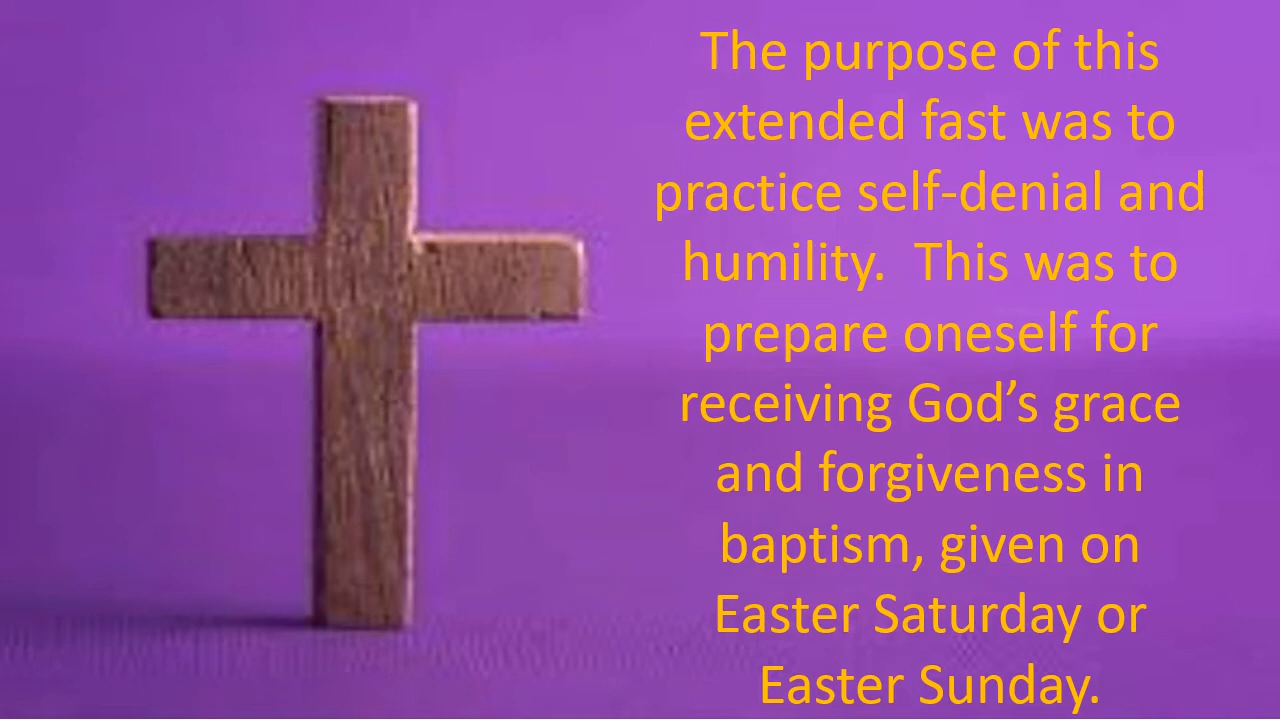 The purpose of this
extended fast was to
practice self-denial and
humility.  This was to
prepare oneself for
receiving God’s grace
and forgiveness in
baptism, given on
Easter Saturday or
Easter Sunday.